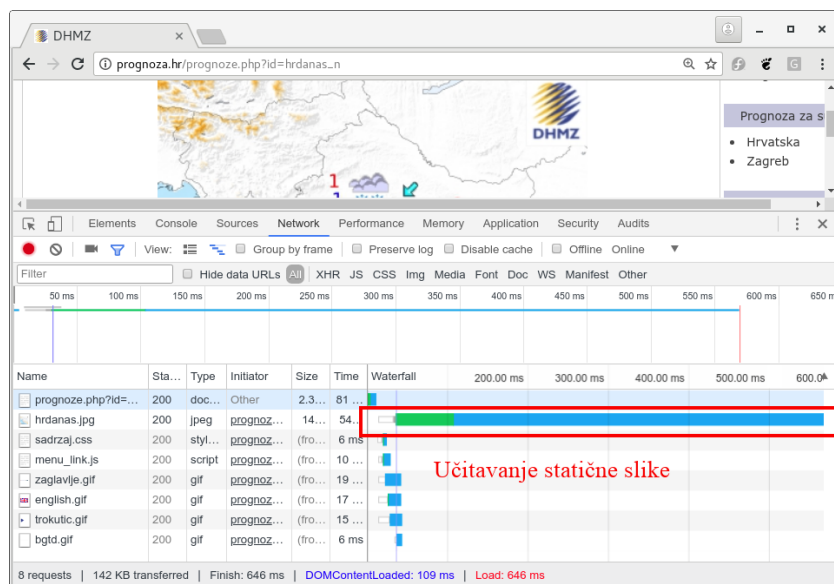 DHMZ
prognoza.hr/prognoze.php?id=hrdanas_n
DHMZ
1
Prognoza za s
Hrvatska
Zagreb
Elements Console Sources Network Performance Memory Application Security Audits
View: Group by frame Preserve log Disable cache Offline Online
Filter Hide data URLs All XHR JS CSS Img Media Font Doc WS Manifest Other
50 ms 100 ms 150 ms 200 ms 250 ms 300 ms 350 ms 400 ms 450 ms 500 ms 550 ms 600 ms 650 m
Name Sta... Type Initiator Size Time Waterfall 200.00 ms 300.00 ms 400.00 ms 500.00 ms 600.0
prognoze.php?id=... 200 doc... Other 2.3... 81 ...
hrdanas.jpg 200 jpeg prognoz... 14... 54...
sadrzaj.css 200 styl... prognoz... (fro... 6 ms
menu_link.js 200 script prognoz... (fro... 10 ...
zaglavlje.gif 200 gif prognoz... (fro... 19 ...
english.gif 200 gif prognoz... (fro... 17 ...
trokutic.gif 200 gif prognoz... (fro... 15 ...
bgtd.gif 200 gif prognoz... (fro... 6 ms
Učitavanje statične slike
8 requests | 142 KB transferred | Finish: 646 ms | DOMContentLoaded: 109 ms | Load: 646 ms